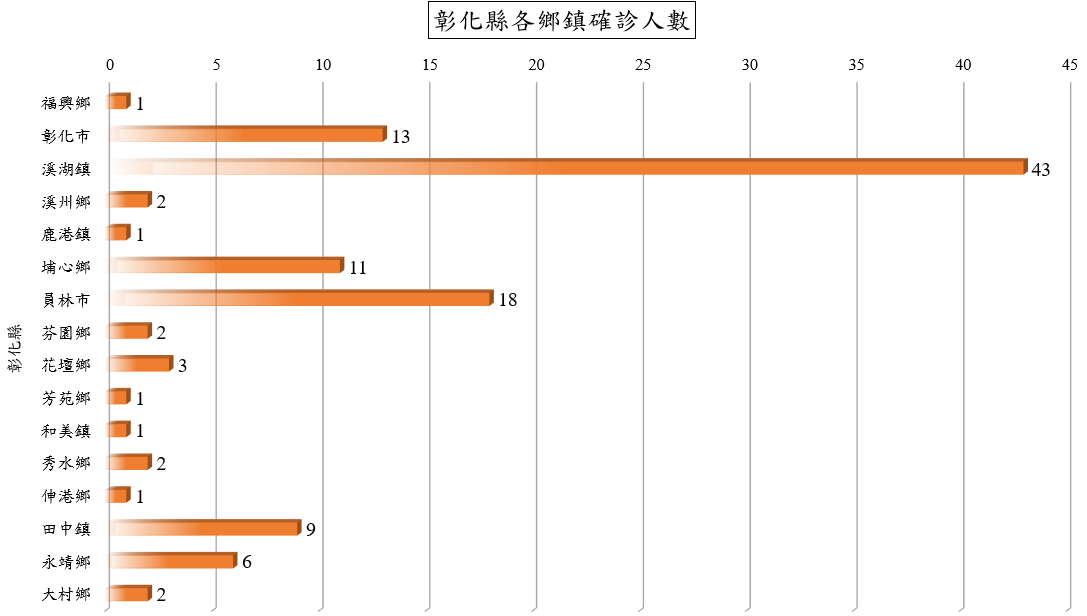 彰化縣各鄉鎮確診人數
0 5 10 15 20 25 30 35 40 45
福興鄉 1
彰化市 13
溪湖鎮 43
溪州鄉 2
鹿港鎮 1
埔心鄉 11
員林市 18
芬園鄉 2
彰化縣
花壇鄉 3
芳苑鄉 1
和美鎮 1
秀水鄉 2
伸港鄉 1
田中鎮 9
永靖鄉 6
大村鄉 2